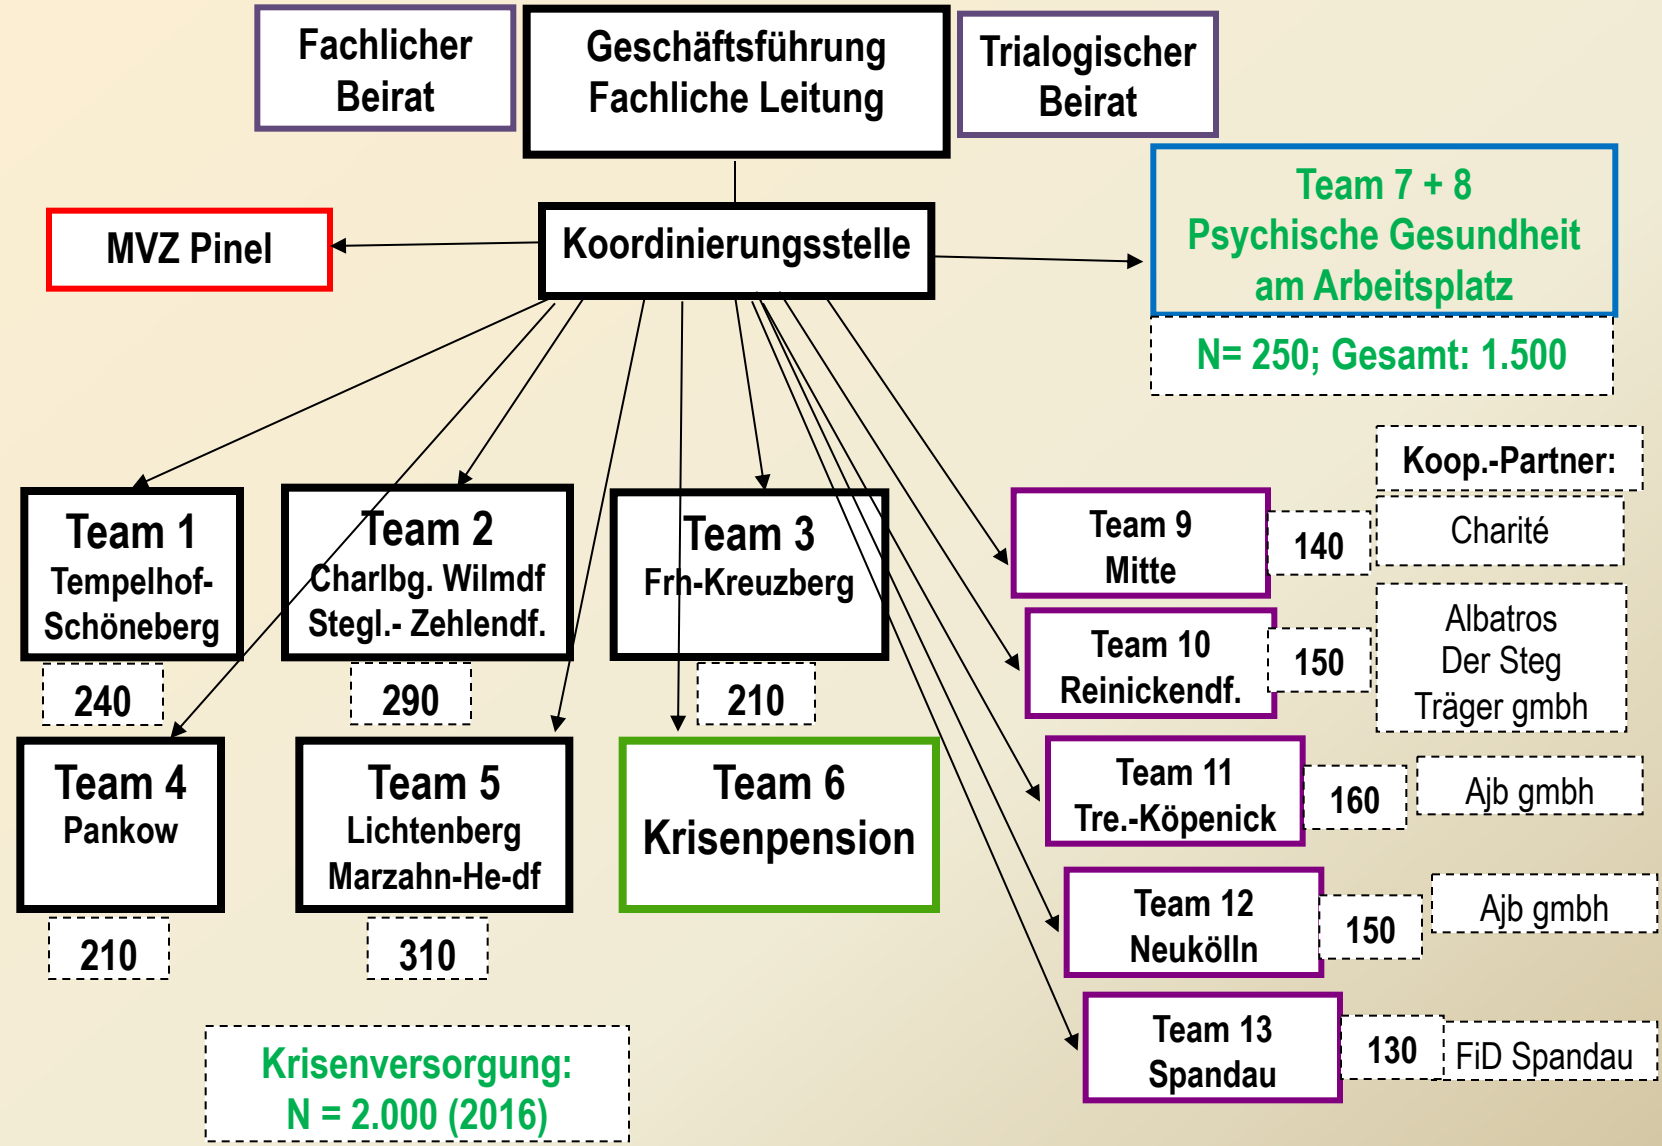 Fachlicher
Beirat
Geschäftsführung
Fachliche Leitung
Trialogischer
Beirat
MVZ Pinel
Koordinierungsstelle
Team 7 + 8
Psychische Gesundheit
am Arbeitsplatz
N= 250; Gesamt: 1.500
Team 1
Tempelhof-
Schöneberg
240
Team 2
Charlbg. Wilmdf
Stegl.- Zehlendf.
290
Team 3
Frh-Kreuzberg
210
Team 4
Pankow
210
Team 5
Lichtenberg
Marzahn-He-df
310
Team 6
Krisenpension
Koop.-Partner:
Team 9
Mitte
140
Charité
Team 10
Reinickendf.
150
Albatros
Der Steg
Träger gmbh
Team 11
Tre.-Köpenick
160
Ajb gmbh
Team 12
Neukölln
150
Ajb gmbh
Team 13
Spandau
130
FiD Spandau
Krisenversorgung:
N = 2.000 (2016)